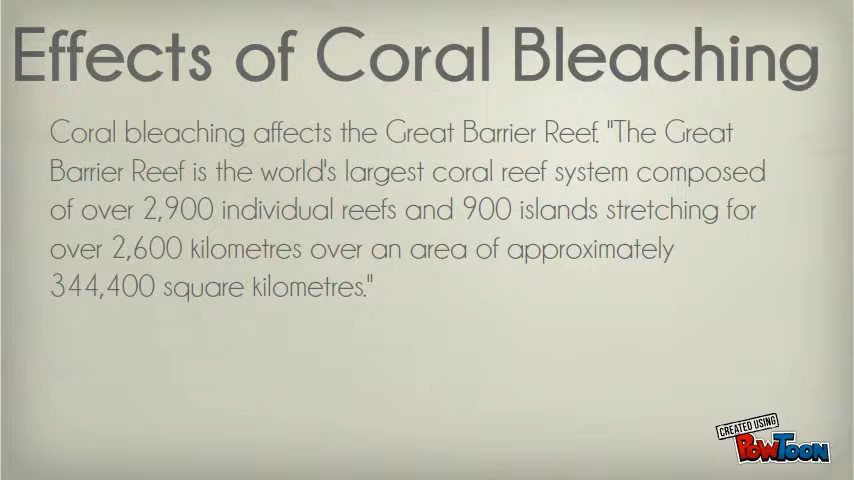 Effects of Coral Bleaching
Coral bleaching affects the Great Barrier Reef. "The Great
Barrier Reef is the world's largest coral reef system composed
of over 2,900 individual reefs and 900 islands stretching for
over 2,600 kilometres over an area of approximately
344,400 square kilometres."
CREATED USING
POWTOON